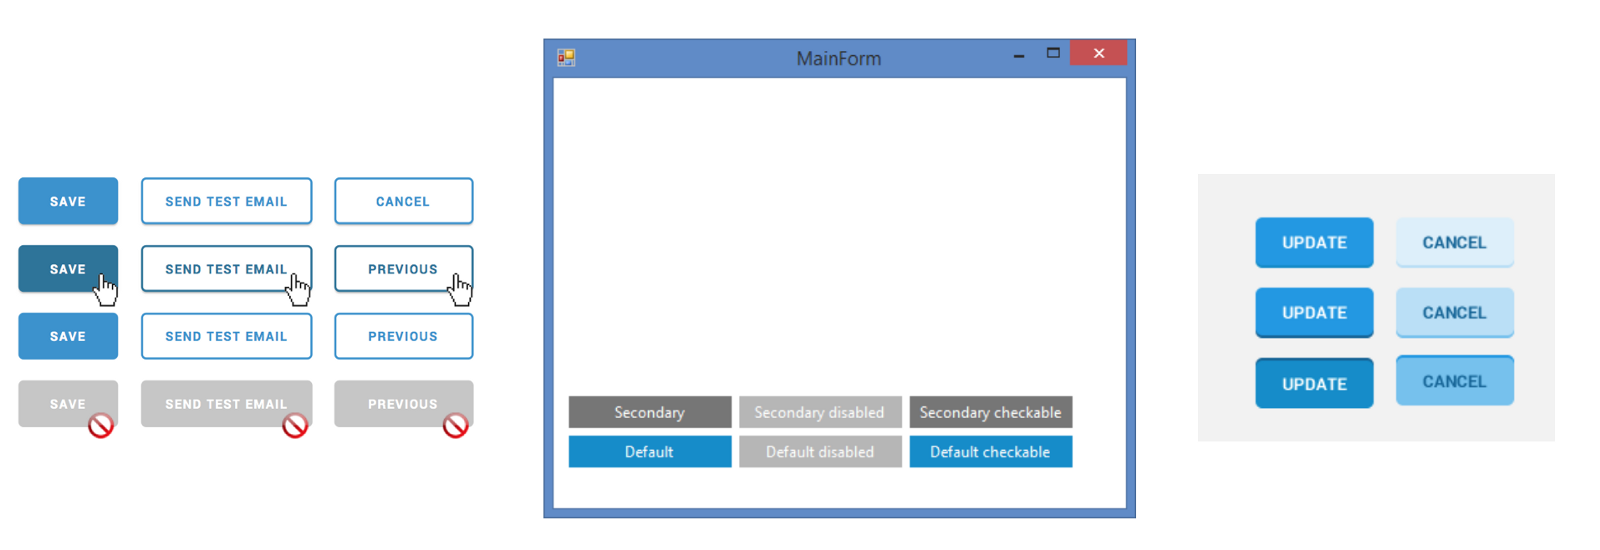 SAVE SEND TEST EMAIL CANCEL
SAVE SEND TEST EMAIL PREVIOUS
SAVE SEND TEST EMAIL PREVIOUS
SAVE SEND TEST EMAIL PREVIOUS
MainForm
Secondary Secondary disabled Secondary checkable
Default Default disabled Default checkable
UPDATE CANCEL
UPDATE CANCEL
UPDATE CANCEL